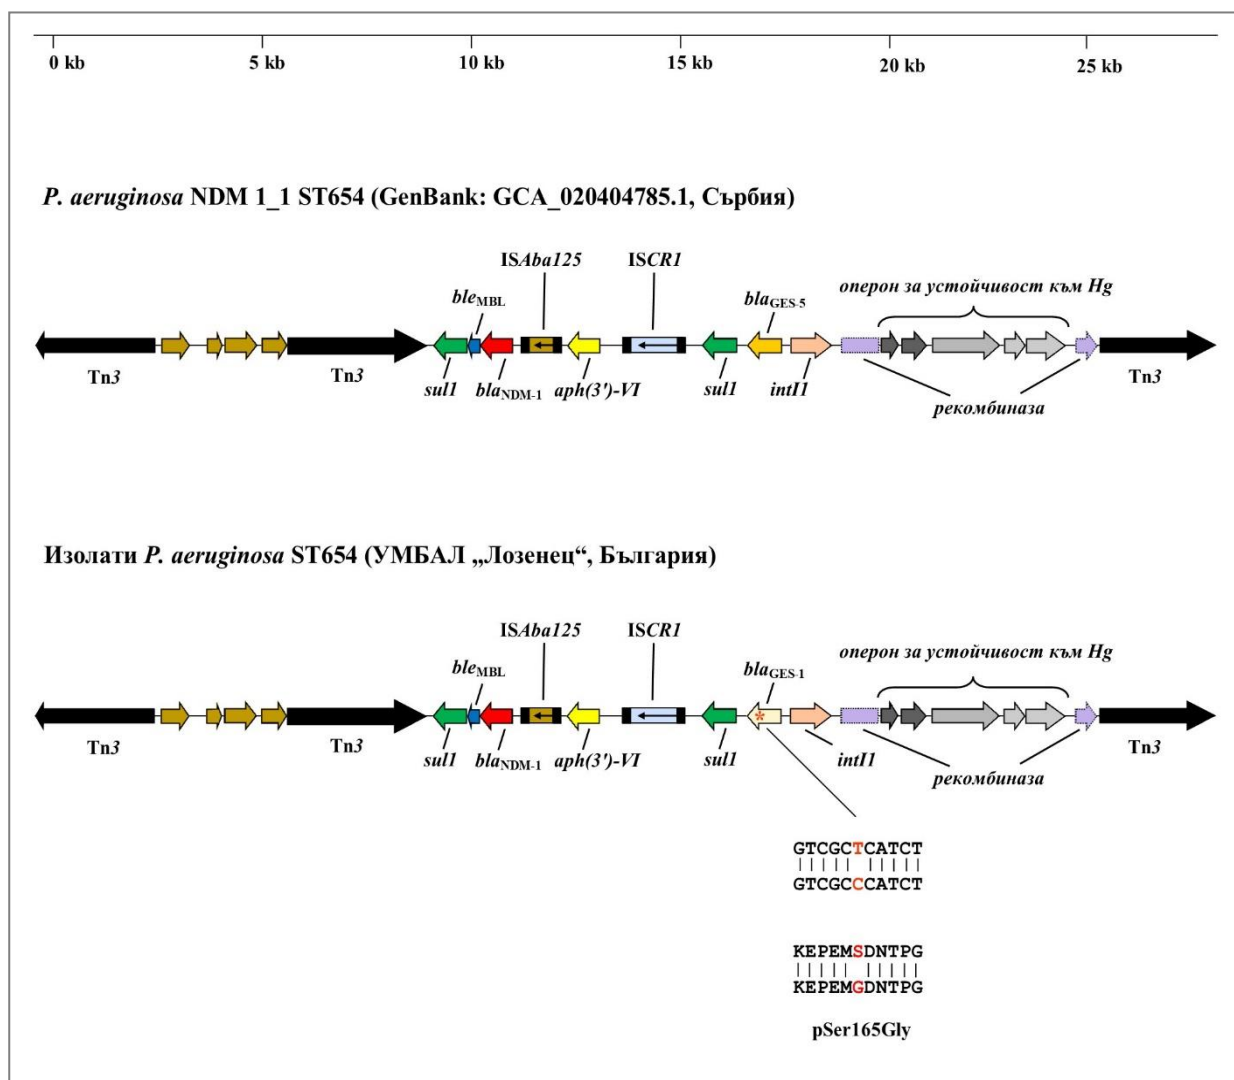 0 kb 5 kb 10 kb 15 kb 20 kb 25 kb
P. aeruginosa NDM 1_1 ST654 (GenBank: GCA_020404785.1, Сърбия)
ISAba125 ISCR1
оперон за устойчивост към Hg
bleMBL blaGES-5
Tn3 Tn3 sul1 blaNDM-1 aph(3')-VI sul1 intI1 Tn3
рекомбиназа
Изолати P. aeruginosa ST654 (УМБАЛ „Лозенец“, България)
ISAba125 ISCR1
оперон за устойчивост към Hg
bleMBL blaGES-1
*
Tn3 Tn3 sul1 blaNDM-1 aph(3')-VI sul1 intI1 Tn3
рекомбиназа
GTCGCTCATCT
GTCGCCCATCT
KEPEMSDNTPG
KEPEMGDNTPG
pSer165Gly